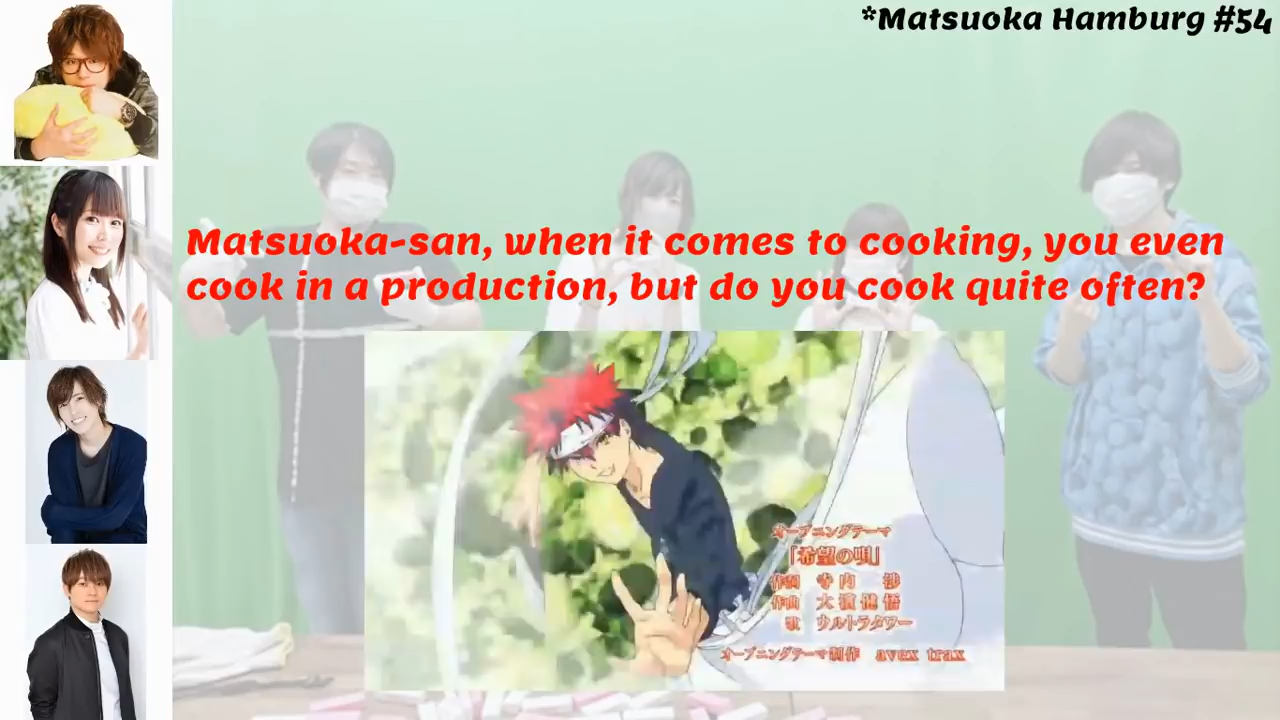 *Matsuoka Hamburg #54
Matsuoka-san, when it comes to cooking, you even
cook in a production, but do you cook quite often?
オープニングテーマ
「希望の唄」
作詞 寺内 渉
作曲 大濱健悟
歌 ウルトラタワー
オープニングテーマ制作 avex trax